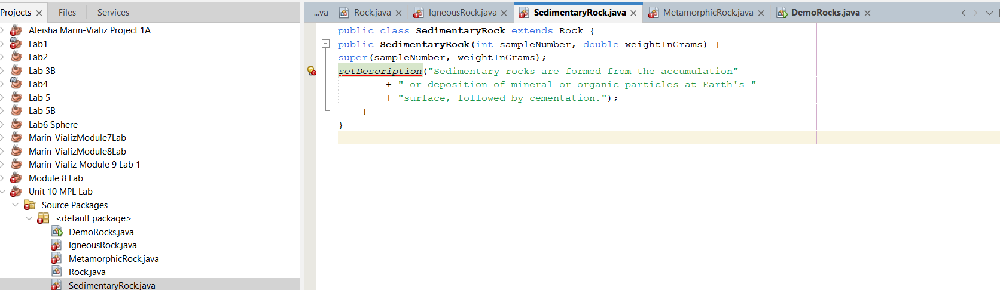 Projects Files Services
Aleisha Marin-Vializ Project 1A
Lab1
Lab2
Lab 3B
Lab4
Lab 5
Lab 5B
Lab6 Sphere
Marin-VializModule7Lab
Marin-VializModule8Lab
Marin-Vializ Module 9 Lab 1
Module 8 Lab
Unit 10 MPL Lab
Source Packages
<default package>
DemoRocks.java
IgneousRock.java
MetamorphicRock.java
Rock.java
SedimentaryRock.java
...va Rock.java IgneousRock.java SedimentaryRock.java MetamorphicRock.java DemoRocks.java
public class SedimentaryRock extends Rock {
public SedimentaryRock(int sampleNumber, double weightInGrams) {
super(sampleNumber, weightInGrams);
setDescription("Sedimentary rocks are formed from the accumulation"
+ " or deposition of mineral or organic particles at Earth's "
+ "surface, followed by cementation.");
}
}